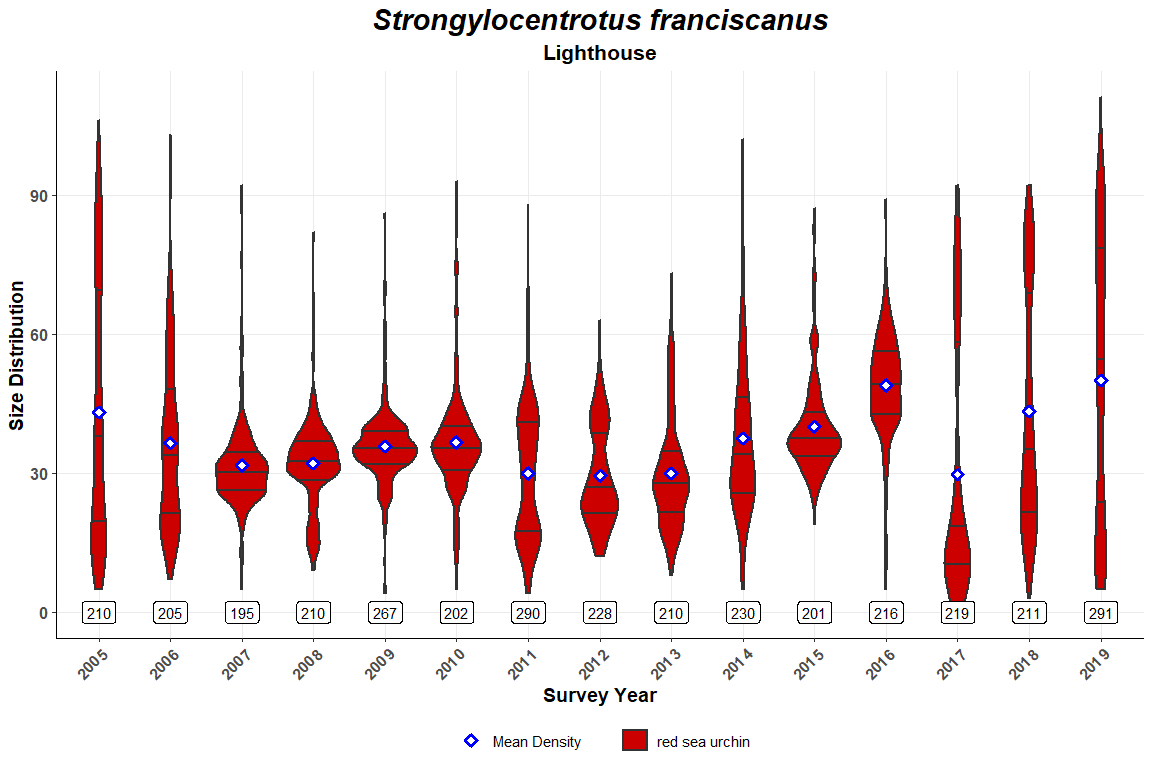 Strongylocentrotus franciscanus
Lighthouse
Size Distribution
90
60
30
0
210 205 195 210 267 202 290 228 210 230 201 216 219 211 291
2005 2006 2007 2008 2009 2010 2011 2012 2013 2014 2015 2016 2017 2018 2019
Survey Year
Mean Density red sea urchin